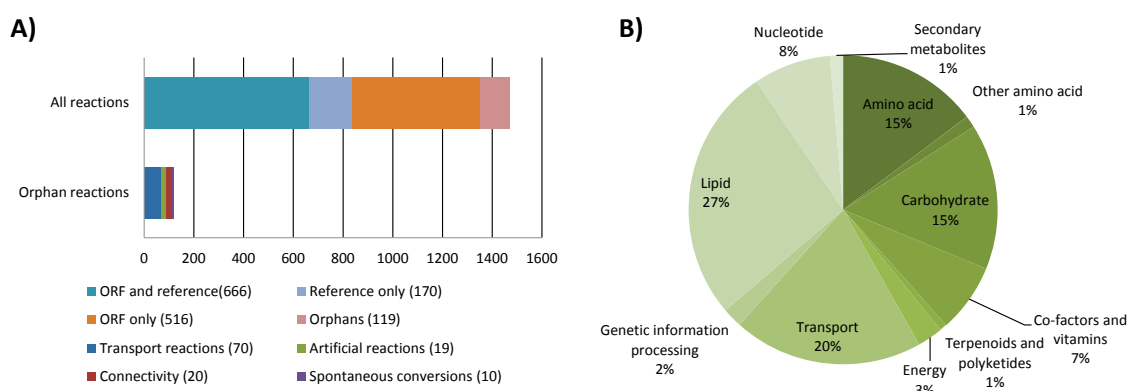 A)
All reactions
Orphan reactions
0 200 400 600 800 1000 1200 1400 1600
ORF and reference(666)
Reference only (170)
ORF only (516)
Orphans (119)
Transport reactions (70)
Artificial reactions (19)
Connectivity (20)
Spontaneous conversions (10)
B)
Nucleotide
8%
Secondary
metabolites
1%
Other amino acid
1%
Amino acid
15%
Carbohydrate
15%
Lipid
27%
Co-factors and
vitamins
7%
Terpenoids and
polyketides
1%
Energy
3%
Transport
20%
Genetic information
processing
2%